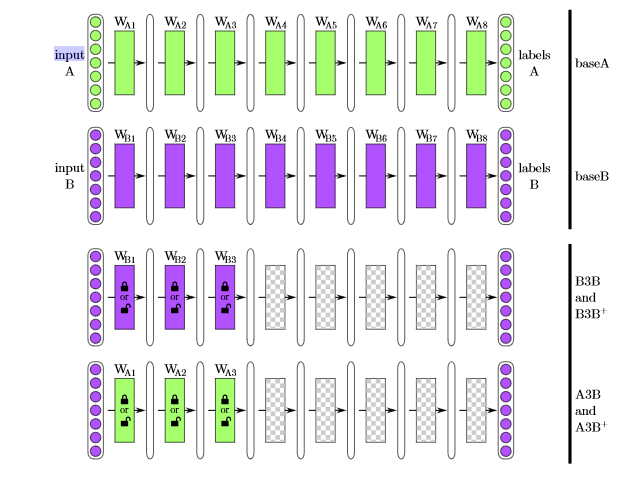 W_A1 W_A2 W_A3 W_A4 W_A5 W_A6 W_A7 W_A8
input
A
labels
A
baseA
W_B1 W_B2 W_B3 W_B4 W_B5 W_B6 W_B7 W_B8
input
B
labels
B
baseB
W_B1 W_B2 W_B3
or or or
B3B
and
B3B⁺
W_A1 W_A2 W_A3
or or or
A3B
and
A3B⁺